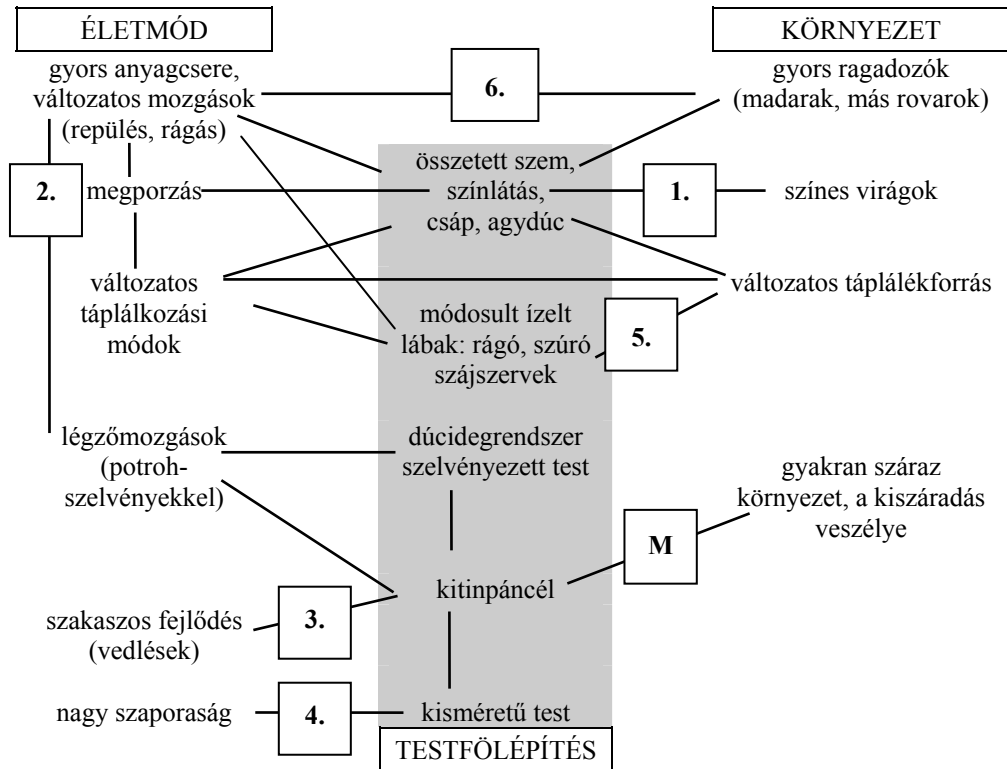 ÉLETMÓD
KÖRNYEZET
gyors anyagcsere,
változatos mozgások
(repülés, rágás)
6.
gyors ragadozók
(madarak, más rovarok)
2.
megporzás
összetett szem,
színlátás,
csáp, agydúc
1.
színes virágok
változatos
táplálkozási
módok
módosult ízelt
lábak: rágó, szúró
szájszervek
5.
változatos táplálékforrás
légzőmozgások
(potroh-
szelvényekkel)
dúcidegrendszer
szelvényezett test
gyakran száraz
környezet, a kiszáradás
veszélye
M
kitinpáncél
3.
szakaszos fejlődés
(vedlések)
nagy szaporaság
4.
kisméretű test
TESTFÖLÉPÍTÉS